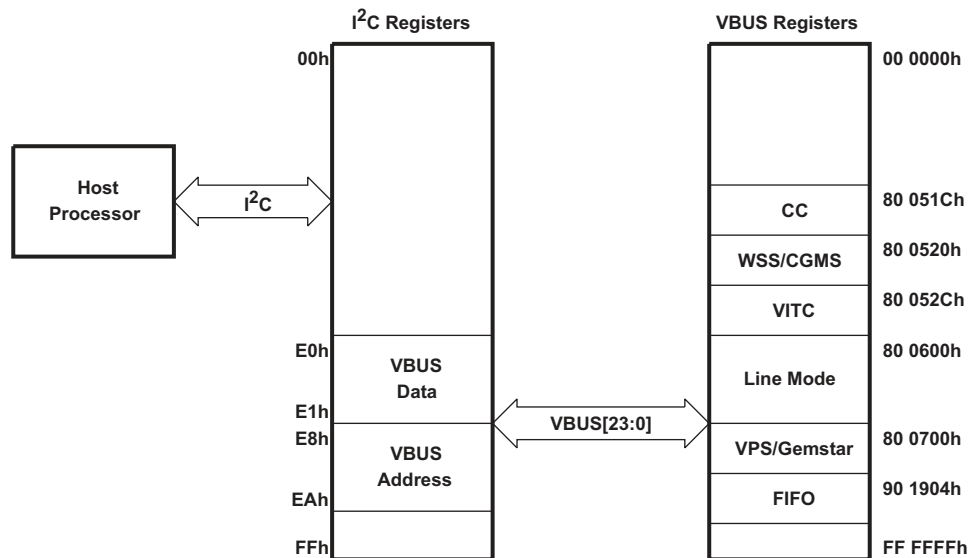 I²C Registers
VBUS Registers
00h
00 0000h
Host
Processor
I²C
CC
80 051Ch
WSS/CGMS
80 0520h
VITC
80 052Ch
E0h
VBUS
Data
Line Mode
80 0600h
E1h
VBUS[23:0]
E8h
VBUS
Address
VPS/Gemstar
80 0700h
EAh
FIFO
90 1904h
FFh
FF FFFFh